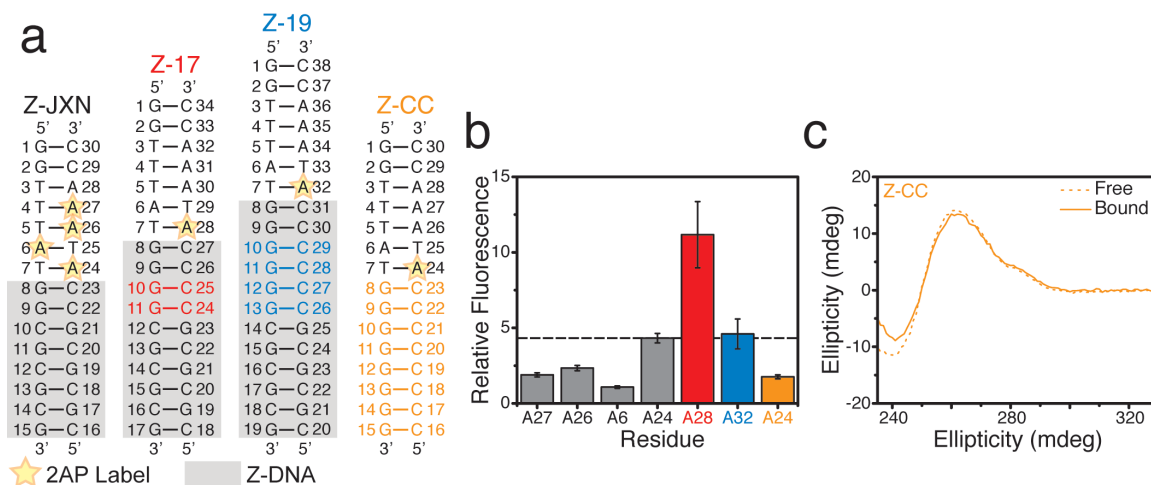 a
Z-JXN
5' 3'
1 G—C 30
2 G—C 29
3 T—A 28
4 T—A 27
5 T—A 26
6 A—T 25
7 T—A 24
8 G—C 23
9 G—C 22
10 C—G 21
11 G—C 20
12 C—G 19
13 G—C 18
14 C—G 17
15 G—C 16
3' 5'
Z-17
5' 3'
1 G—C 34
2 G—C 33
3 T—A 32
4 T—A 31
5 T—A 30
6 A—T 29
7 T—A 28
8 G—C 27
9 G—C 26
10 G—C 25
11 G—C 24
12 C—G 23
13 G—C 22
14 C—G 21
15 G—C 20
16 C—G 19
17 G—C 18
3' 5'
Z-19
5' 3'
1 G—C 38
2 G—C 37
3 T—A 36
4 T—A 35
5 T—A 34
6 A—T 33
7 T—A 32
8 G—C 31
9 G—C 30
10 G—C 29
11 G—C 28
12 G—C 27
13 G—C 26
14 C—G 25
15 G—C 24
16 C—G 23
17 G—C 22
18 C—G 21
19 G—C 20
3' 5'
Z-CC
5' 3'
1 G—C 30
2 G—C 29
3 T—A 28
4 T—A 27
5 T—A 26
6 A—T 25
7 T—A 24
8 G—C 23
9 G—C 22
10 G—C 21
11 G—C 20
12 G—C 19
13 G—C 18
14 G—C 17
15 G—C 16
3' 5'
2AP Label
Z-DNA
b
Relative Fluorescence
15
10
5
0
A27 A26 A6 A24 A28 A32 A24
Residue
c
Z-CC
Free
Bound
Ellipticity (mdeg)
20
10
0
-10
-20
240 280 320
Ellipticity (mdeg)